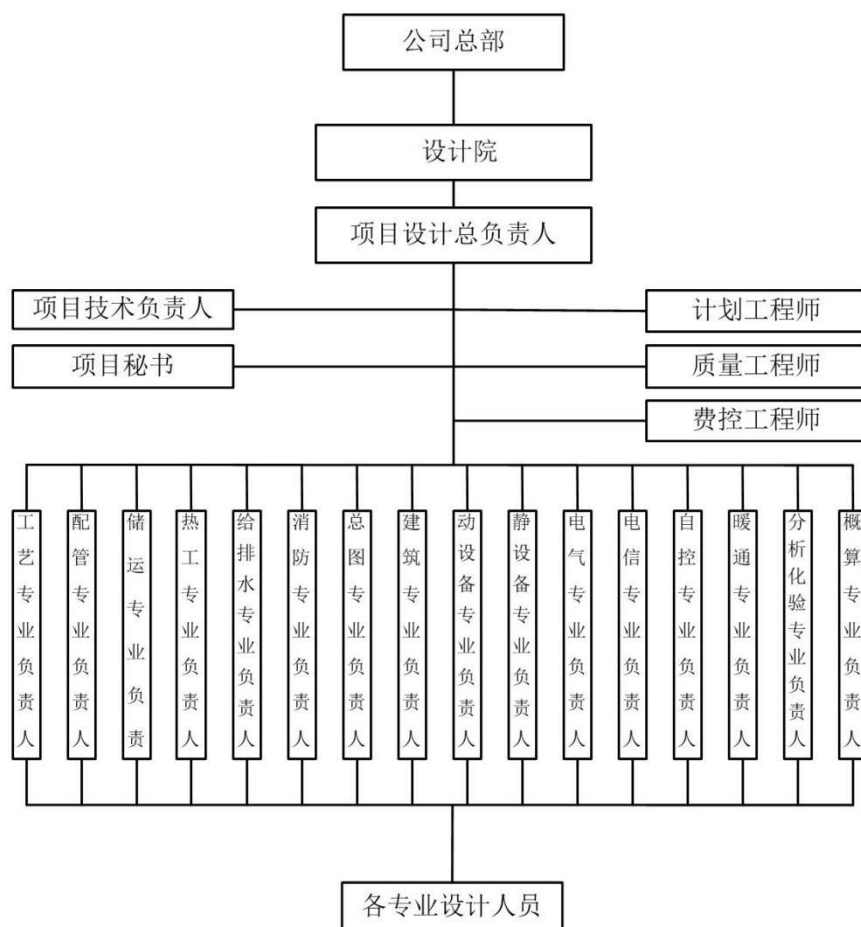 公司总部
设计院
项目设计总负责人
项目技术负责人
计划工程师
项目秘书
质量工程师
费控工程师
工艺专业负责人
配管专业负责人
储运专业负责
热工专业负责人
给排水专业负责人
消防专业负责人
总图专业负责人
建筑专业负责人
动设备专业负责人
静设备专业负责人
电气专业负责人
电信专业负责人
自控专业负责人
暖通专业负责人
分析化验专业负责人
概算专业负责人
各专业设计人员